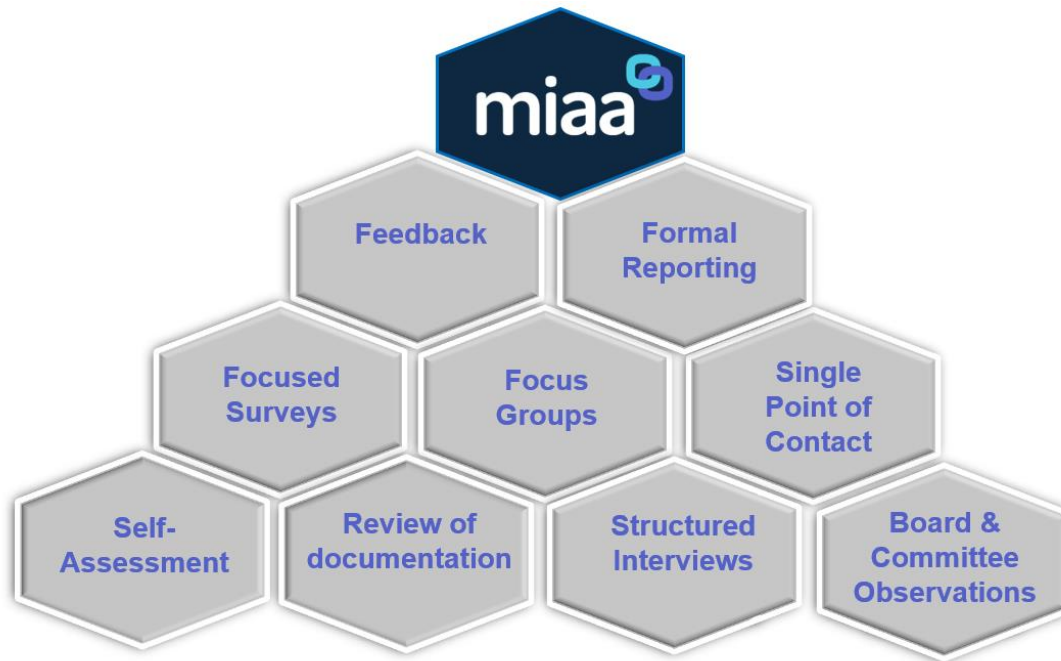 miaa
Feedback
Formal
Reporting
Focused
Surveys
Focus
Groups
Single
Point of
Contact
Self-
Assessment
Review of
documentation
Structured
Interviews
Board &
Committee
Observations